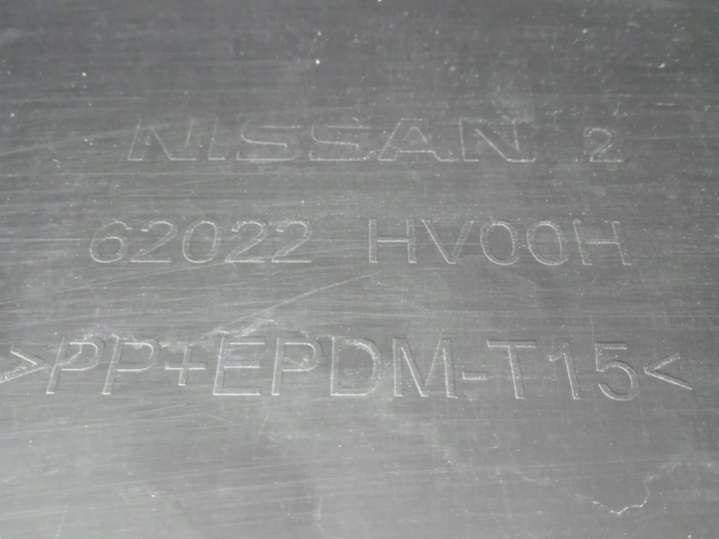 NISSAN 2
62022 HV00H
>PP+EPDM-T15<